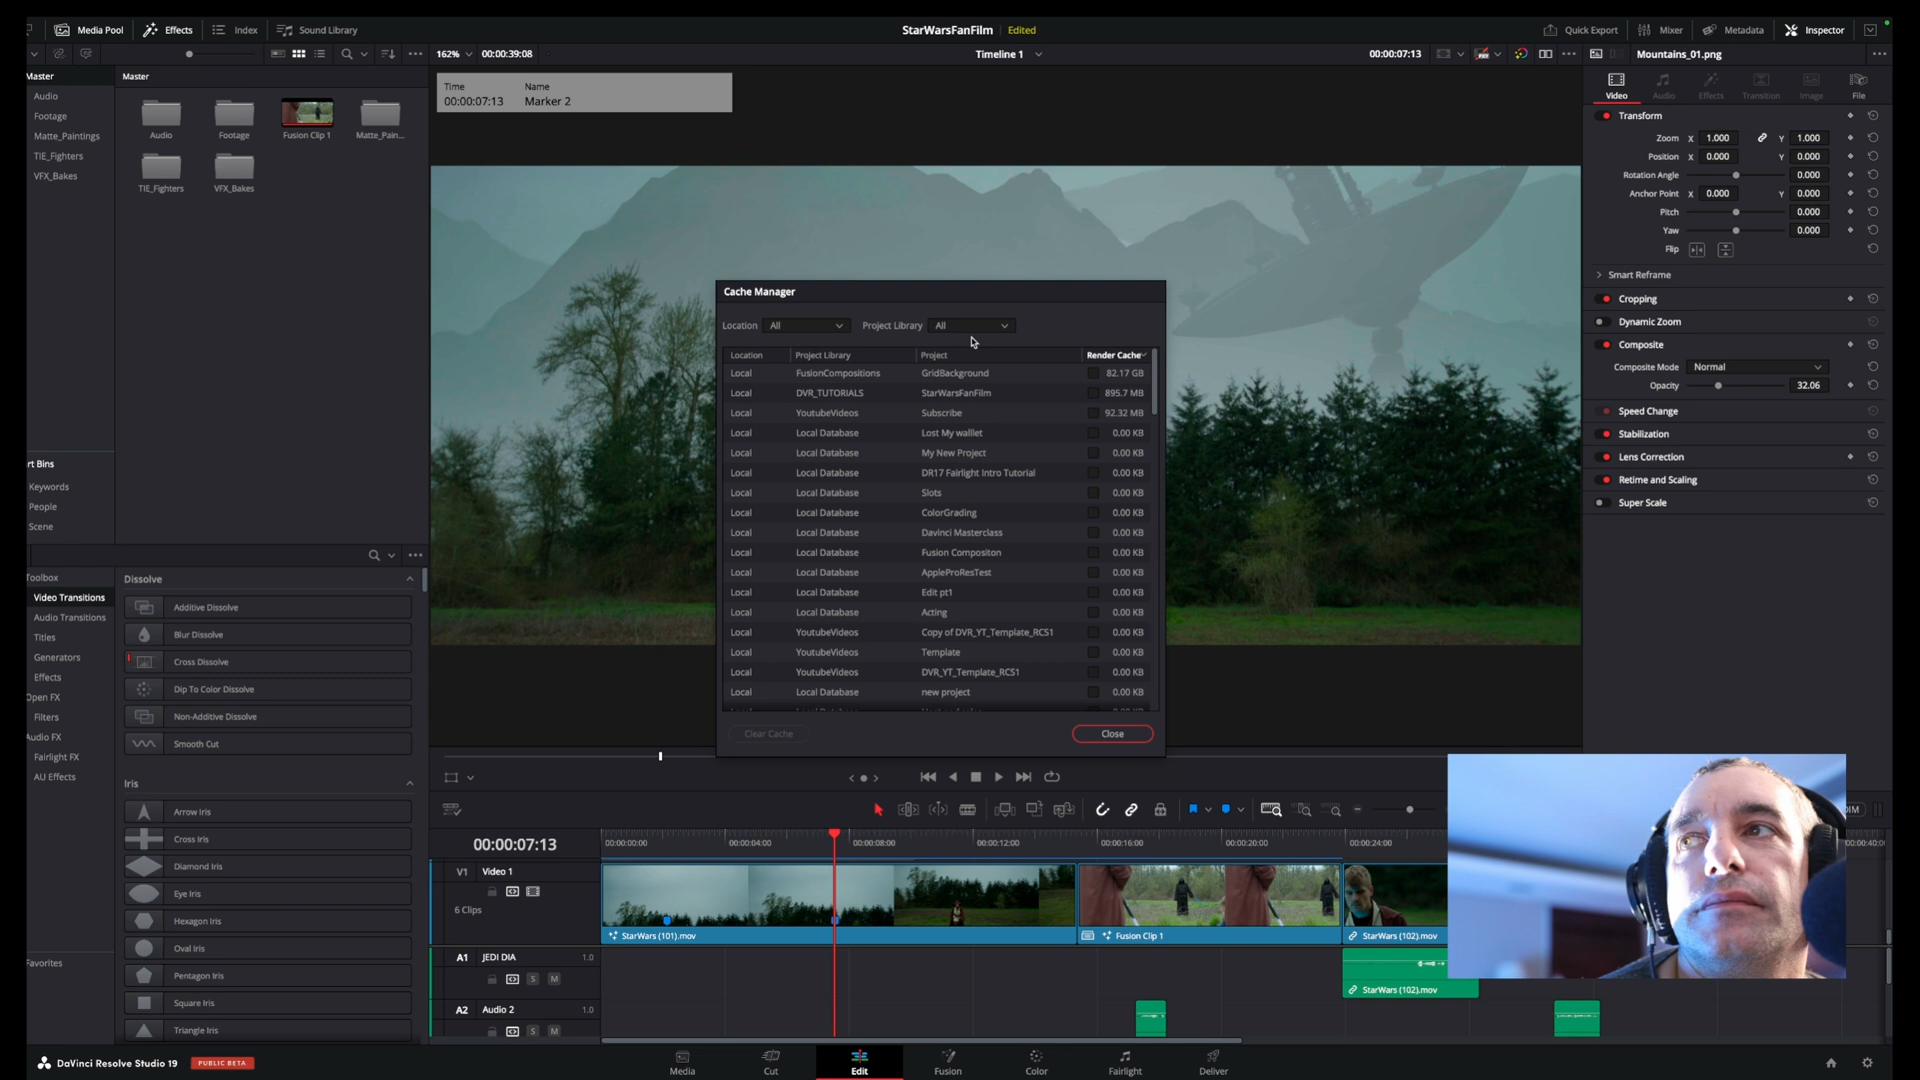 Media Pool
Effects
Index
Sound Library
StarWarsFanFilm
Edited
Quick Export
Mixer
Metadata
Inspector
162%
00:00:39:08
Timeline 1
00:00:07:13
Mountains_01.png
Master
Audio
Footage
Matte_Paintings
TIE_Fighters
VFX_Bakes
rt Bins
Keywords
People
Scene
Master
Audio
Footage
Fusion Clip 1
Matte_Pain...
TIE_Fighters
VFX_Bakes
Time
Name
00:00:07:13
Marker 2
Cache Manager
Location
All
Project Library
All
Location
Project Library
Project
Render Cache
Local
FusionCompositions
GridBackground
82.17 GB
Local
DVR_TUTORIALS
StarWarsFanFilm
895.7 MB
Local
YoutubeVideos
Subscribe
92.32 MB
Local
Local Database
Lost My walllet
0.00 KB
Local
Local Database
My New Project
0.00 KB
Local
Local Database
DR17 Fairlight Intro Tutorial
0.00 KB
Local
Local Database
Slots
0.00 KB
Local
Local Database
ColorGrading
0.00 KB
Local
Local Database
Davinci Masterclass
0.00 KB
Local
Local Database
Fusion Compositon
0.00 KB
Local
Local Database
AppleProResTest
0.00 KB
Local
Local Database
Edit pt1
0.00 KB
Local
Local Database
Acting
0.00 KB
Local
YoutubeVideos
Copy of DVR_YT_Template_RCS1
0.00 KB
Local
YoutubeVideos
Template
0.00 KB
Local
YoutubeVideos
DVR_YT_Template_RCS1
0.00 KB
Local
Local Database
new project
0.00 KB
Clear Cache
Close
Video
Audio
Effects
Transition
Image
File
Transform
Zoom X 1.000 Y 1.000
Position X 0.000 Y 0.000
Rotation Angle 0.000
Anchor Point X 0.000 Y 0.000
Pitch 0.000
Yaw 0.000
Flip
Smart Reframe
Cropping
Dynamic Zoom
Composite
Composite Mode Normal
Opacity 32.06
Speed Change
Stabilization
Lens Correction
Retime and Scaling
Super Scale
Toolbox
Video Transitions
Audio Transitions
Titles
Generators
Effects
Open FX
Filters
Audio FX
Fairlight FX
AU Effects
Favorites
Dissolve
Additive Dissolve
Blur Dissolve
Cross Dissolve
Dip To Color Dissolve
Non-Additive Dissolve
Smooth Cut
Iris
Arrow Iris
Cross Iris
Diamond Iris
Eye Iris
Hexagon Iris
Oval Iris
Pentagon Iris
Square Iris
Triangle Iris
DIM
00:00:07:13
00:00:00:00
00:00:04:00
00:00:08:00
00:00:12:00
00:00:16:00
00:00:20:00
00:00:24:00
00:00:40:00
V1
Video 1
6 Clips
StarWars (101).mov
Fusion Clip 1
StarWars (102).mov
A1
JEDI DIA
1.0
S
M
StarWars (102).mov
A2
Audio 2
1.0
S
M
DaVinci Resolve Studio 19
PUBLIC BETA
Media
Cut
Edit
Fusion
Color
Fairlight
Deliver